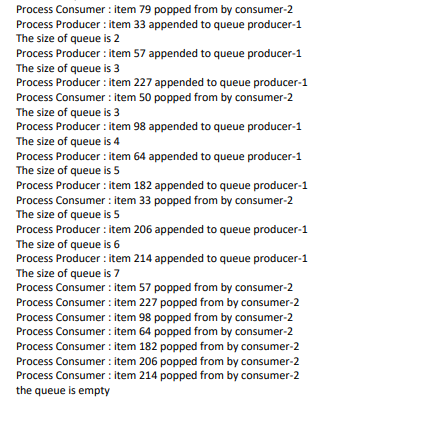 Process Consumer : item 79 popped from by consumer-2
Process Producer : item 33 appended to queue producer-1
The size of queue is 2
Process Producer : item 57 appended to queue producer-1
The size of queue is 3
Process Producer : item 227 appended to queue producer-1
Process Consumer : item 50 popped from by consumer-2
The size of queue is 3
Process Producer : item 98 appended to queue producer-1
The size of queue is 4
Process Producer : item 64 appended to queue producer-1
The size of queue is 5
Process Producer : item 182 appended to queue producer-1
Process Consumer : item 33 popped from by consumer-2
The size of queue is 5
Process Producer : item 206 appended to queue producer-1
The size of queue is 6
Process Producer : item 214 appended to queue producer-1
The size of queue is 7
Process Consumer : item 57 popped from by consumer-2
Process Consumer : item 227 popped from by consumer-2
Process Consumer : item 98 popped from by consumer-2
Process Consumer : item 64 popped from by consumer-2
Process Consumer : item 182 popped from by consumer-2
Process Consumer : item 206 popped from by consumer-2
Process Consumer : item 214 popped from by consumer-2
the queue is empty